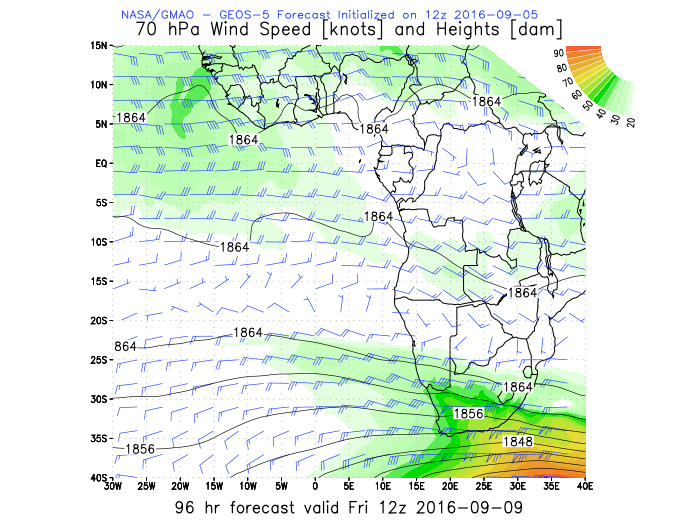 NASA/GMAO - GEOS-5 Forecast Initialized on 12z 2016-09-05
70 hPa Wind Speed [knots] and Heights [dam]
90
80
70
60
50
40
30
20
15N
10N
5N
EQ
5S
10S
15S
20S
25S
30S
35S
40S
1864
1864
1864
1864
1864
1864
1864
1864
864
1864
1856
1856
1848
30W 25W 20W 15W 10W 5W 0 5E 10E 15E 20E 25E 30E 35E 40E
96 hr forecast valid Fri 12z 2016-09-09